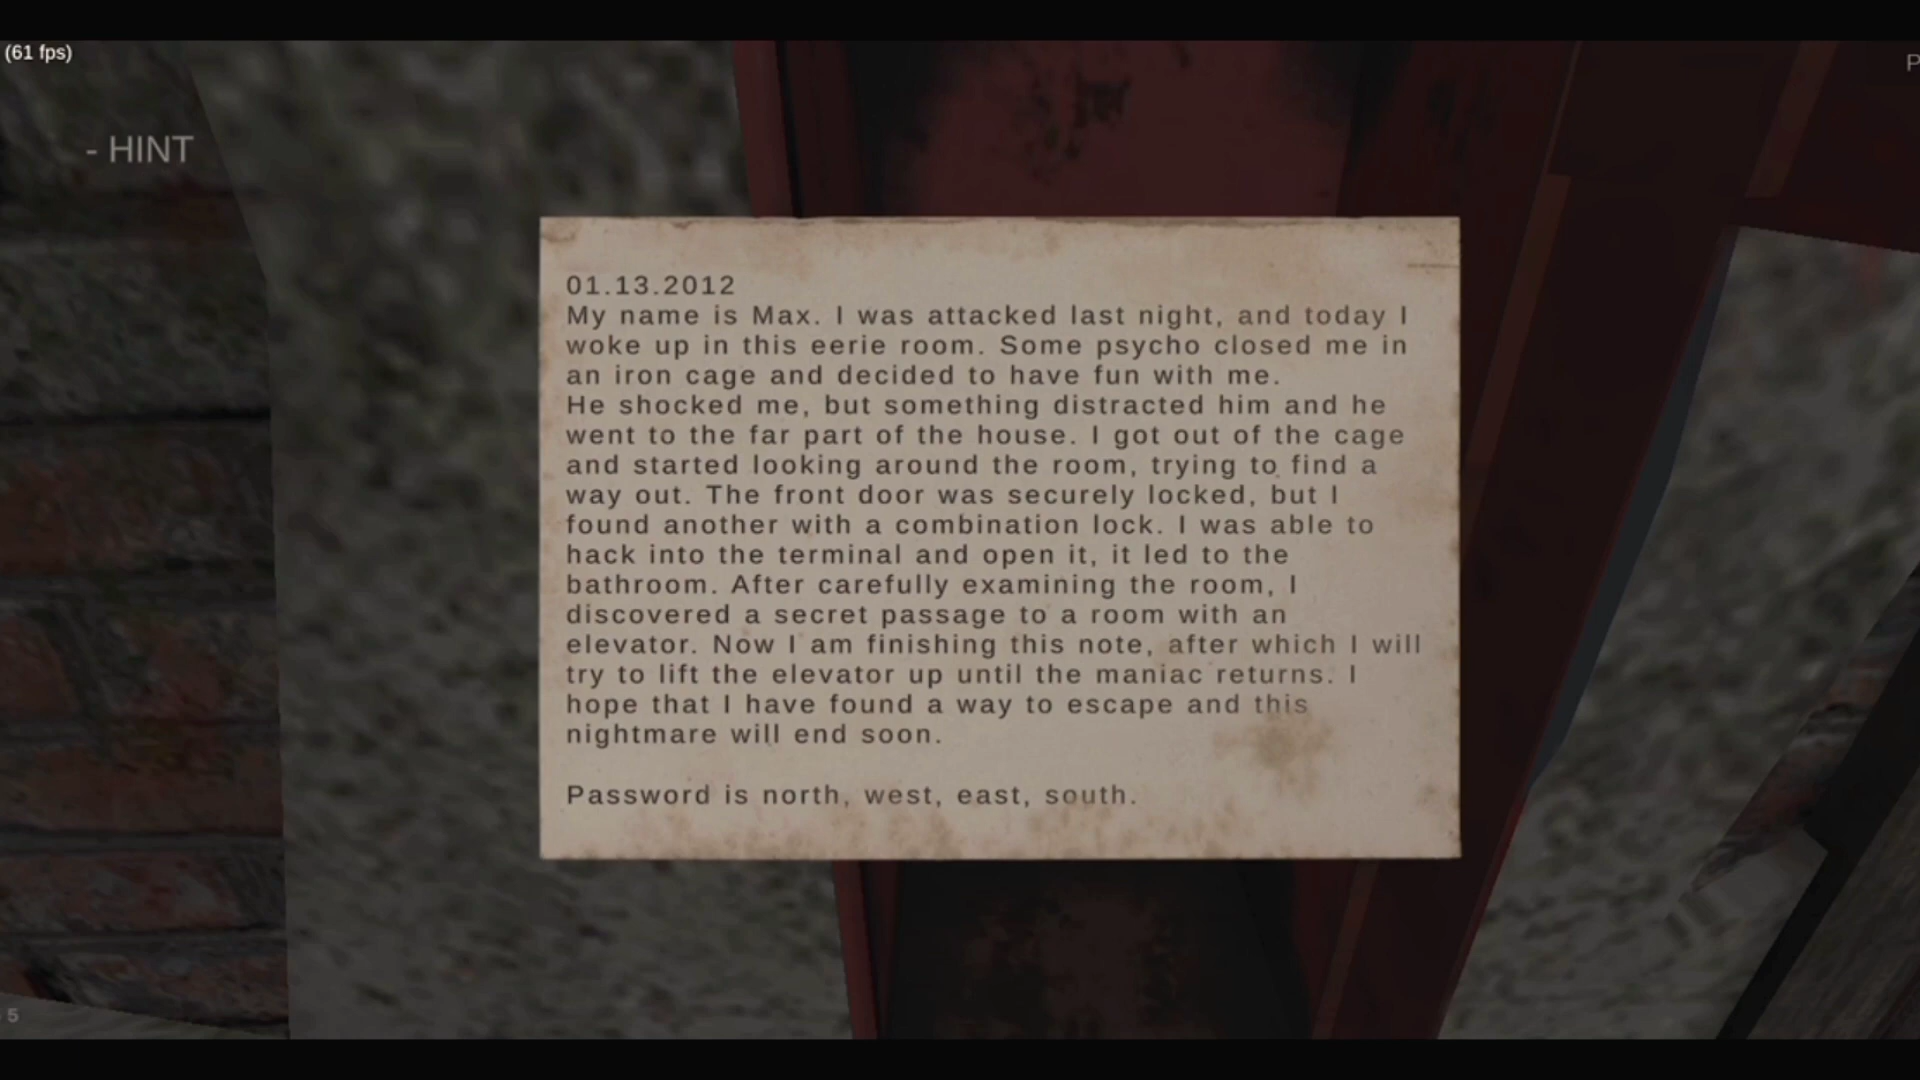 (61 fps)
P
- HINT
01.13.2012
My name is Max. I was attacked last night, and today I
woke up in this eerie room. Some psycho closed me in
an iron cage and decided to have fun with me.
He shocked me, but something distracted him and he
went to the far part of the house. I got out of the cage
and started looking around the room, trying to find a
way out. The front door was securely locked, but I
found another with a combination lock. I was able to
hack into the terminal and open it, it led to the
bathroom. After carefully examining the room, I
discovered a secret passage to a room with an
elevator. Now I am finishing this note, after which I will
try to lift the elevator up until the maniac returns. I
hope that I have found a way to escape and this
nightmare will end soon.
Password is north, west, east, south.
5